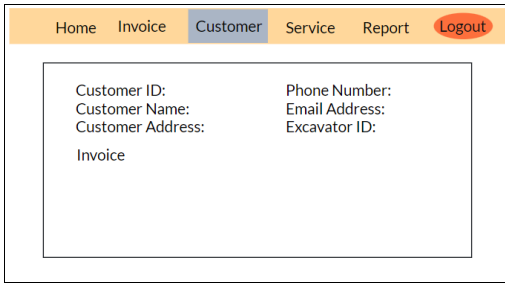 Home Invoice Customer Service Report Logout
Customer ID: Phone Number:
Customer Name: Email Address:
Customer Address: Excavator ID:
Invoice